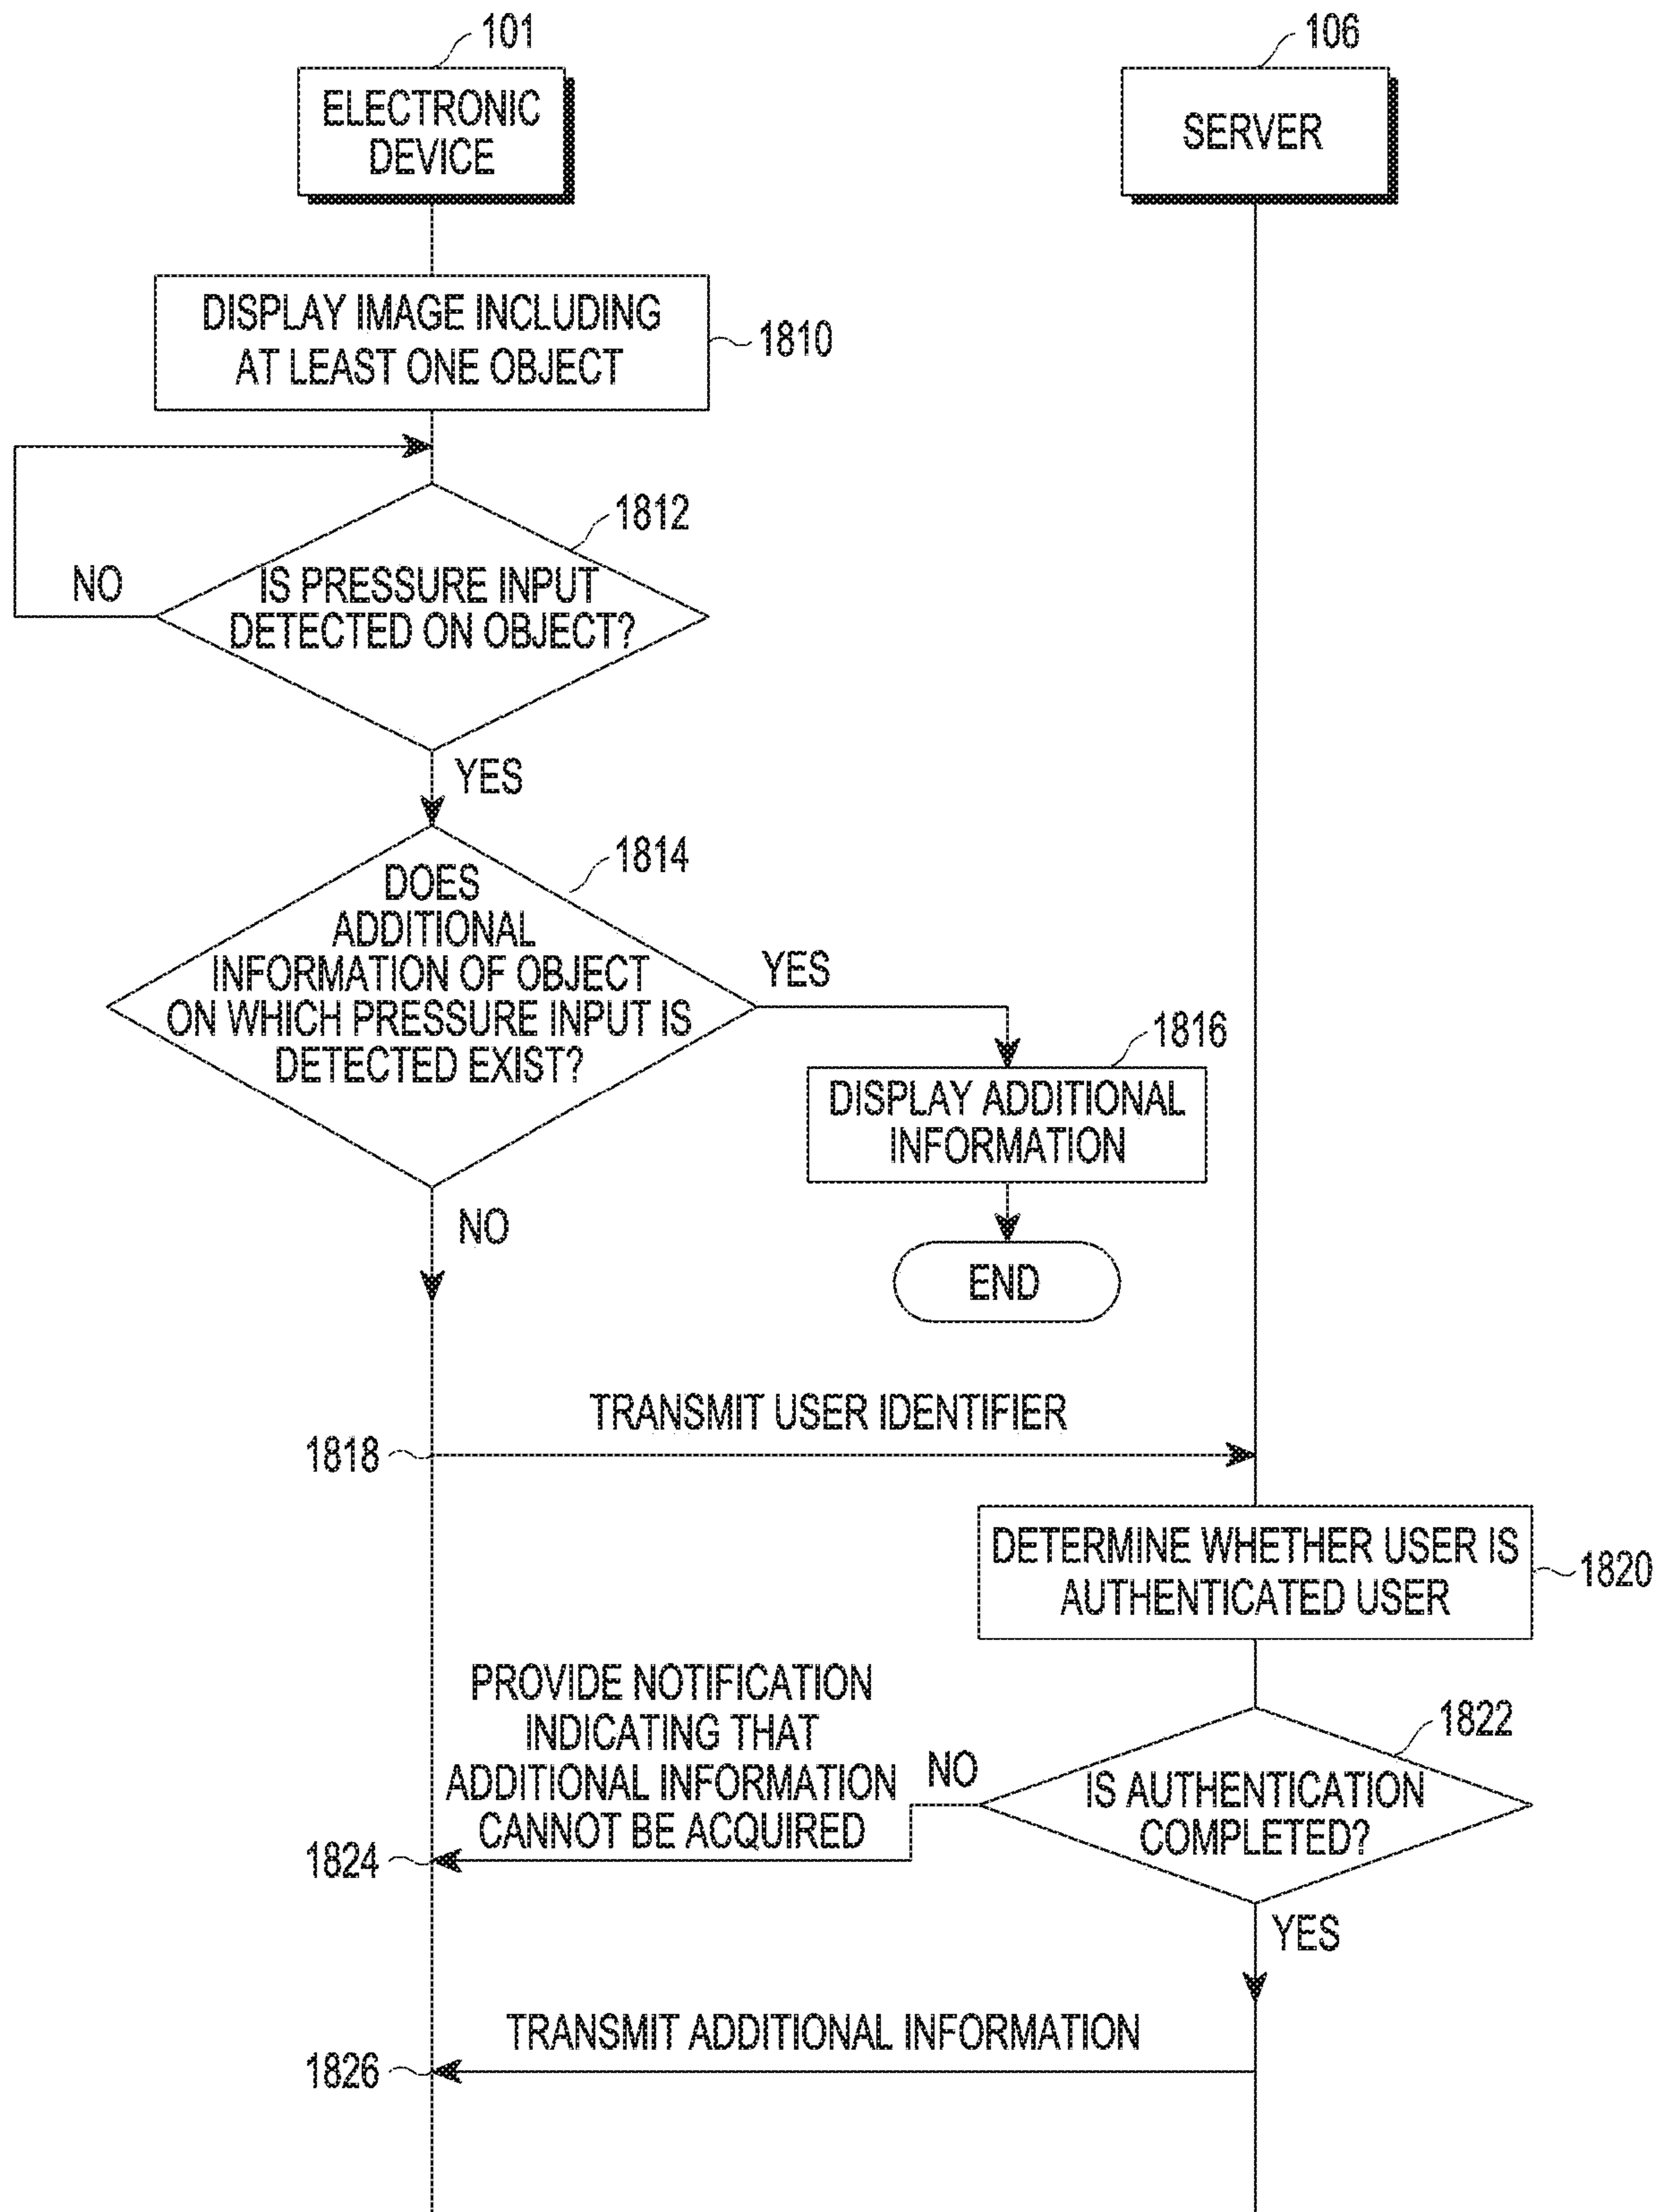 101
106
ELECTRONIC
DEVICE
SERVER
DISPLAY IMAGE INCLUDING
AT LEAST ONE OBJECT
1810
1812
NO
IS PRESSURE INPUT
DETECTED ON OBJECT?
YES
1814
DOES
ADDITIONAL
INFORMATION OF OBJECT
ON WHICH PRESSURE INPUT IS
DETECTED EXIST?
YES
1816
DISPLAY ADDITIONAL
INFORMATION
NO
END
TRANSMIT USER IDENTIFIER
1818
DETERMINE WHETHER USER IS
AUTHENTICATED USER
1820
PROVIDE NOTIFICATION
INDICATING THAT
ADDITIONAL INFORMATION
CANNOT BE ACQUIRED
1824
NO
1822
IS AUTHENTICATION
COMPLETED?
YES
TRANSMIT ADDITIONAL INFORMATION
1826